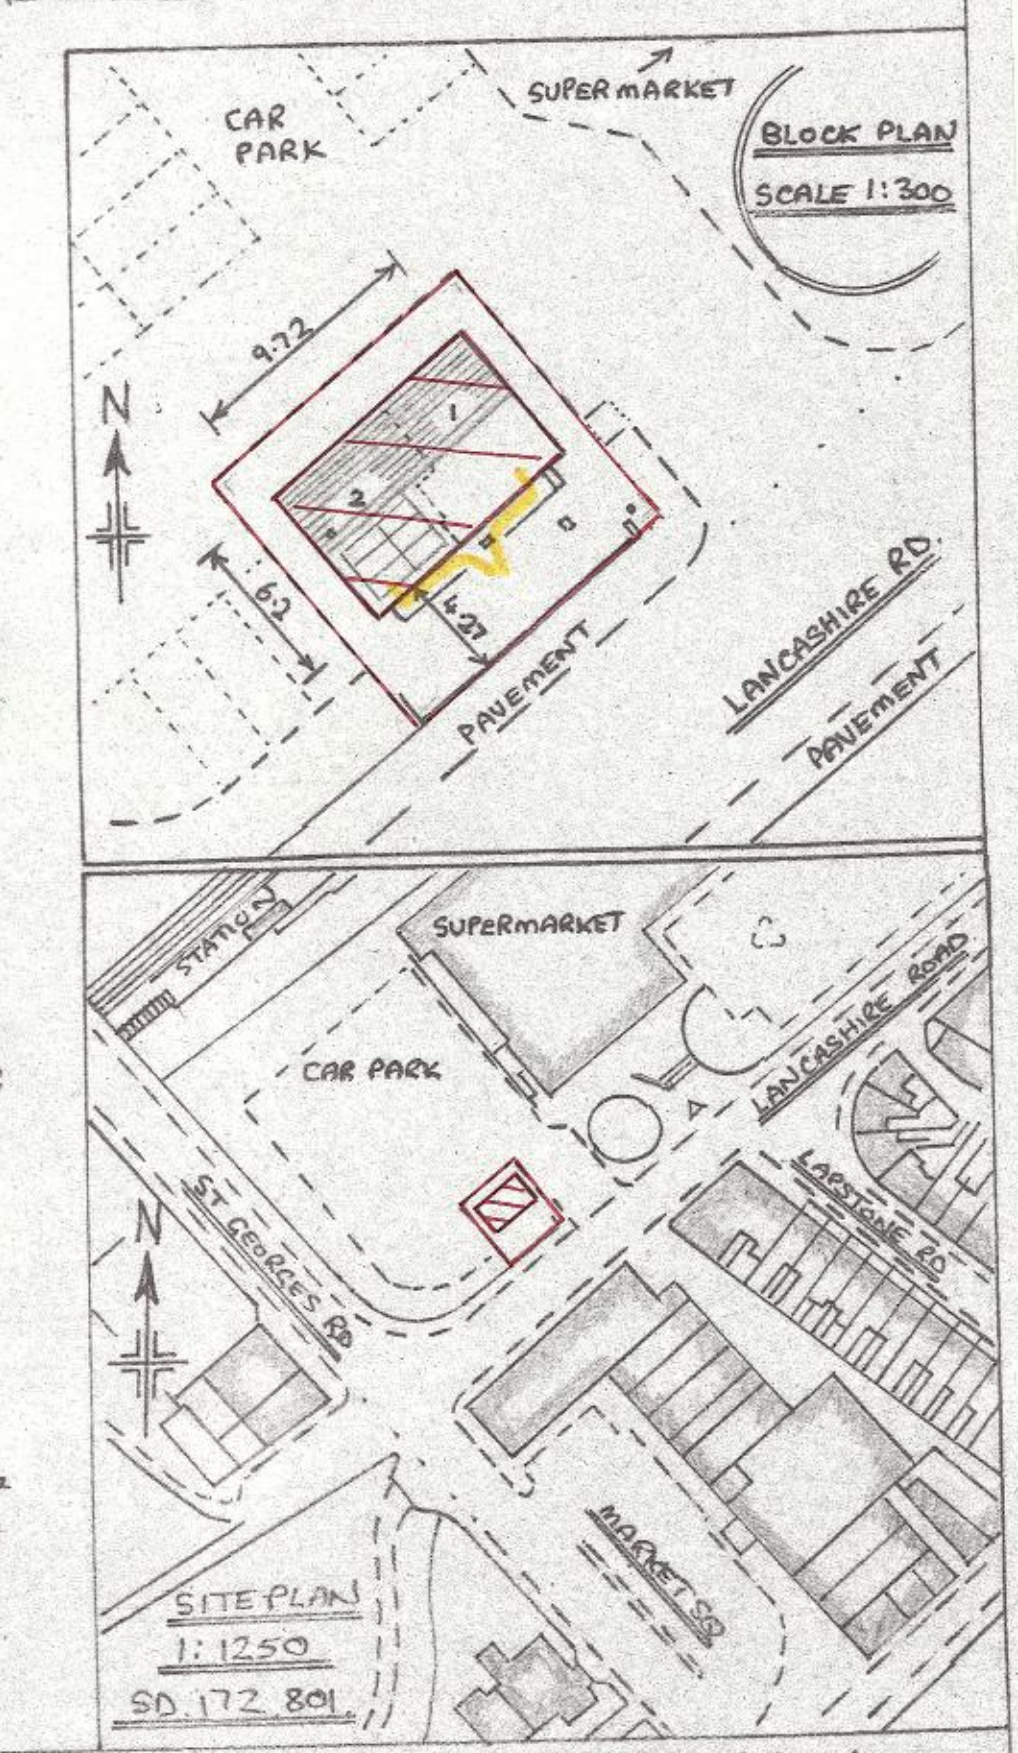 SUPERMARKET
CAR
PARK
BLOCK PLAN
SCALE 1:300
9.72
N
1
2
6.2
4.27
PAVEMENT
LANCASHIRE RD.
PAVEMENT
STATION
SUPERMARKET
LANCASHIRE ROAD
CAR PARK
LAPSTONE RD
N
ST GEORGES RD
MARKET SQ
SITE PLAN
1:1250
SD.172 801.